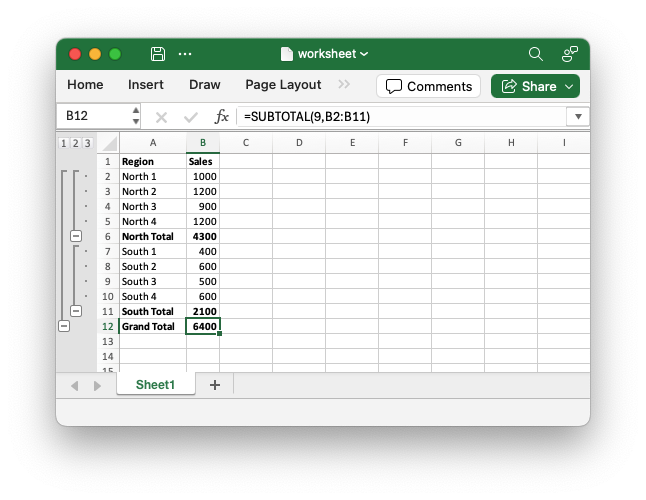 worksheet
Home Insert Draw Page Layout Comments Share
B12 fx =SUBTOTAL(9,B2:B11)
1 2 3 A B C D E F G H I
1 Region Sales
2 North 1 1000
3 North 2 1200
4 North 3 900
5 North 4 1200
6 North Total 4300
7 South 1 400
8 South 2 600
9 South 3 500
10 South 4 600
11 South Total 2100
12 Grand Total 6400
13
14
15
Sheet1